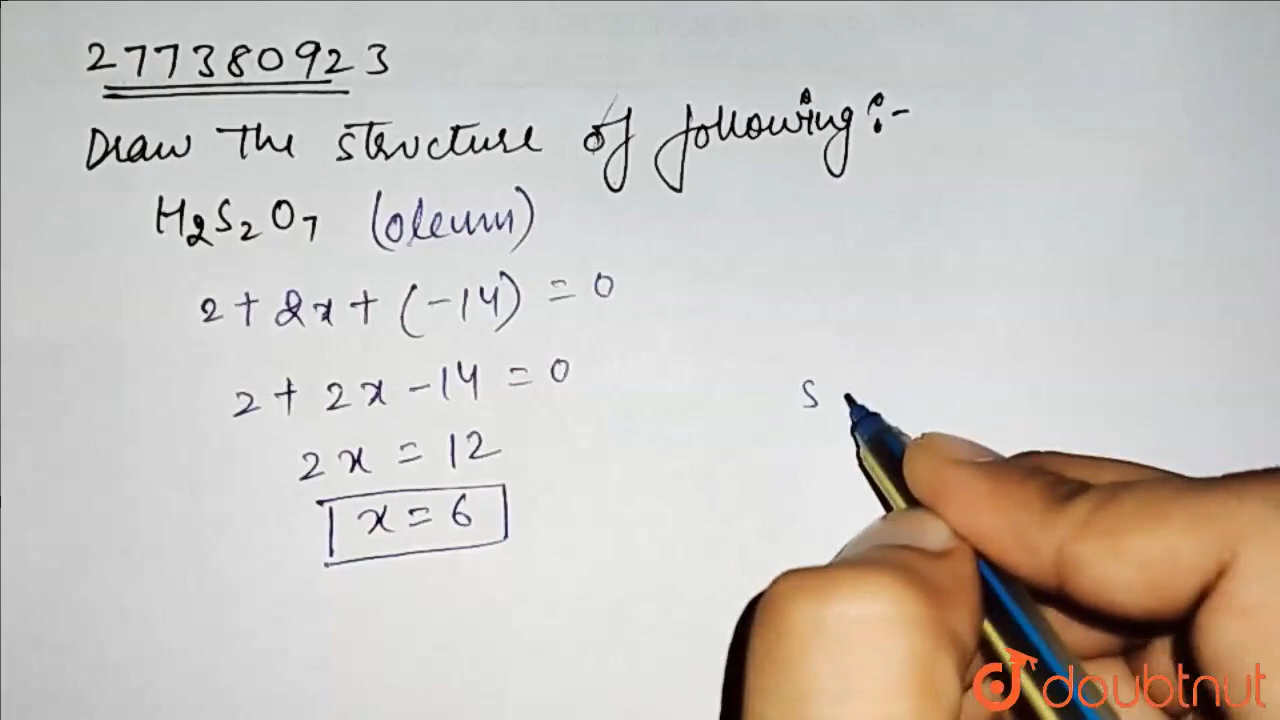 277380923
Draw The structure of following :-
H2S2O7 (oleum)
2 + 2x + (-14) = 0
2 + 2x - 14 = 0
S
2x = 12
x = 6
doubtnut